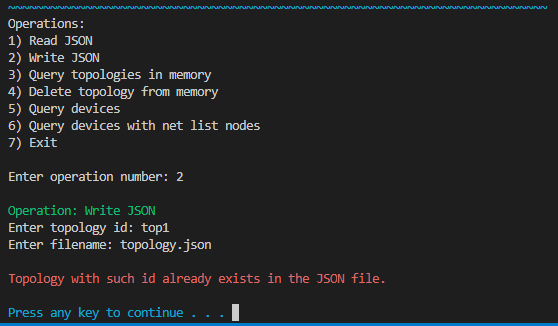 Operations:
1) Read JSON
2) Write JSON
3) Query topologies in memory
4) Delete topology from memory
5) Query devices
6) Query devices with net list nodes
7) Exit
Enter operation number: 2
Operation: Write JSON
Enter topology id: top1
Enter filename: topology.json
Topology with such id already exists in the JSON file.
Press any key to continue . . .